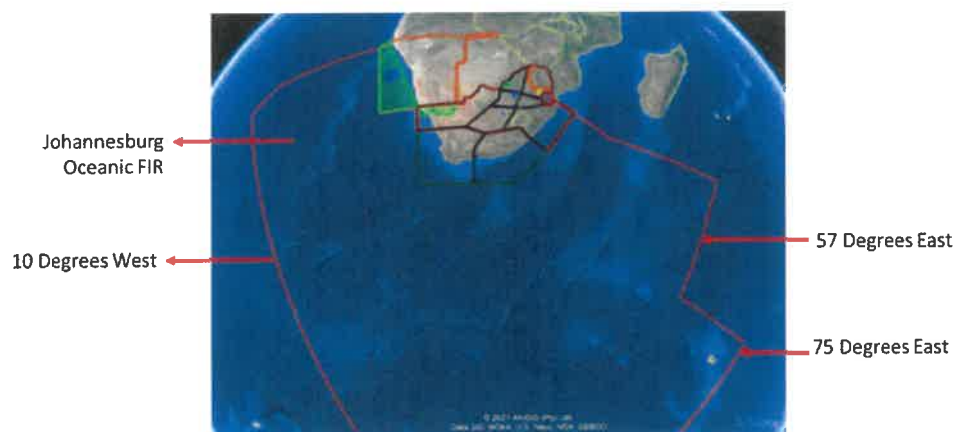 Johannesburg
Oceanic FIR
10 Degrees West
57 Degrees East
75 Degrees East